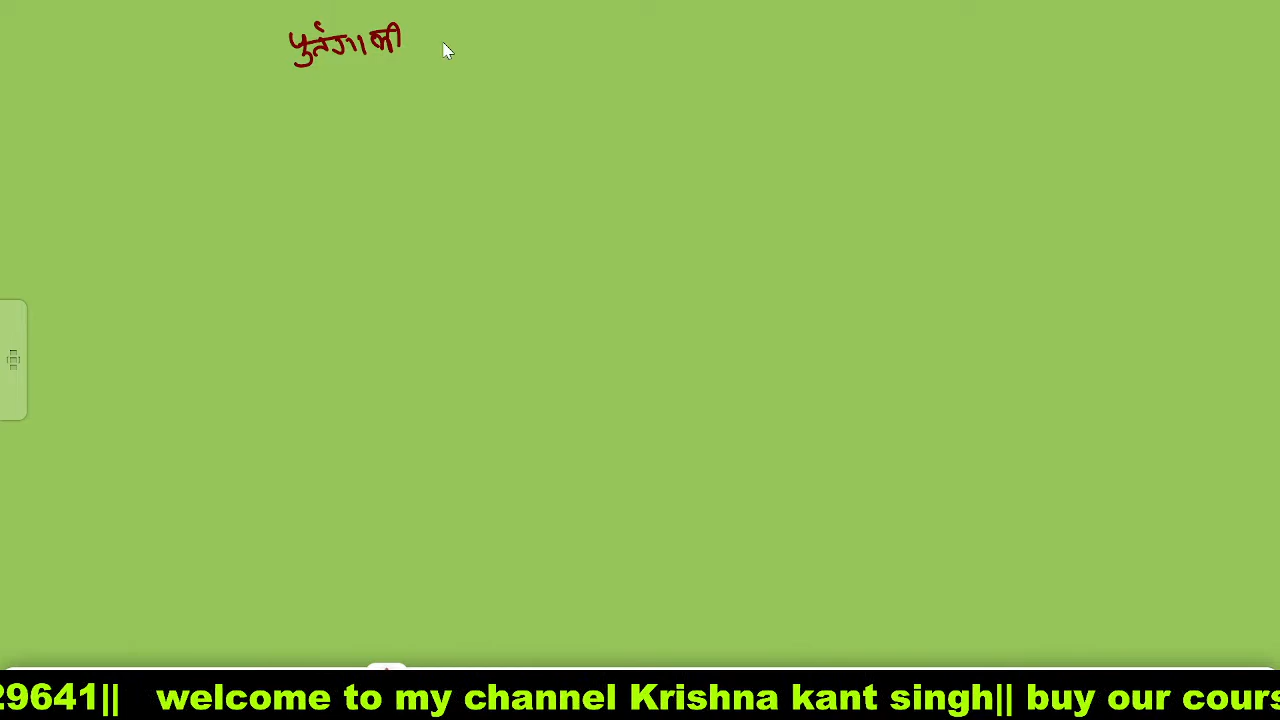 पुर्तगाली
29641|| welcome to my channel Krishna kant singh|| buy our cours